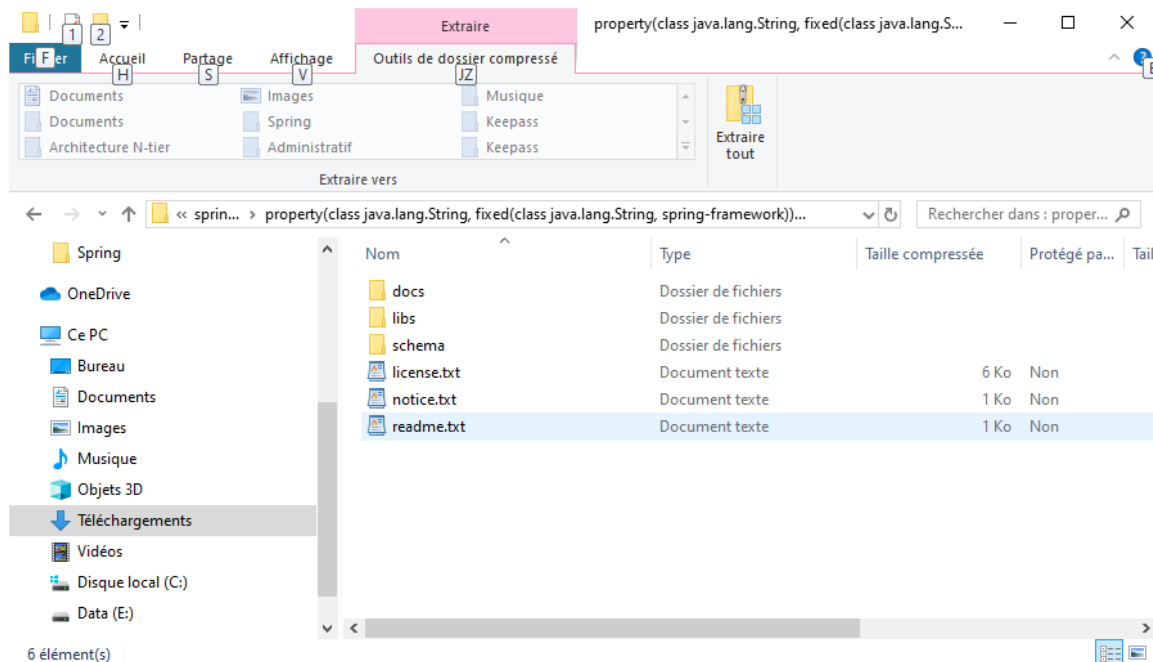 1 2 Extraire property(class java.lang.String, fixed(class java.lang.S...
F Accueil Partage Affichage Outils de dossier compressé
H S V JZ
Documents Images Musique
Documents Spring Keepass
Architecture N-tier Administratif Keepass
Extraire
tout
Extraire vers
« sprin... › property(class java.lang.String, fixed(class java.lang.String, spring-framework))... Rechercher dans : proper...
Spring Nom Type Taille compressée Protégé pa... Tail
OneDrive docs Dossier de fichiers
libs Dossier de fichiers
Ce PC schema Dossier de fichiers
Bureau license.txt Document texte 6 Ko Non
Documents notice.txt Document texte 1 Ko Non
Images readme.txt Document texte 1 Ko Non
Musique
Objets 3D
Téléchargements
Vidéos
Disque local (C:)
Data (E:)
6 élément(s)